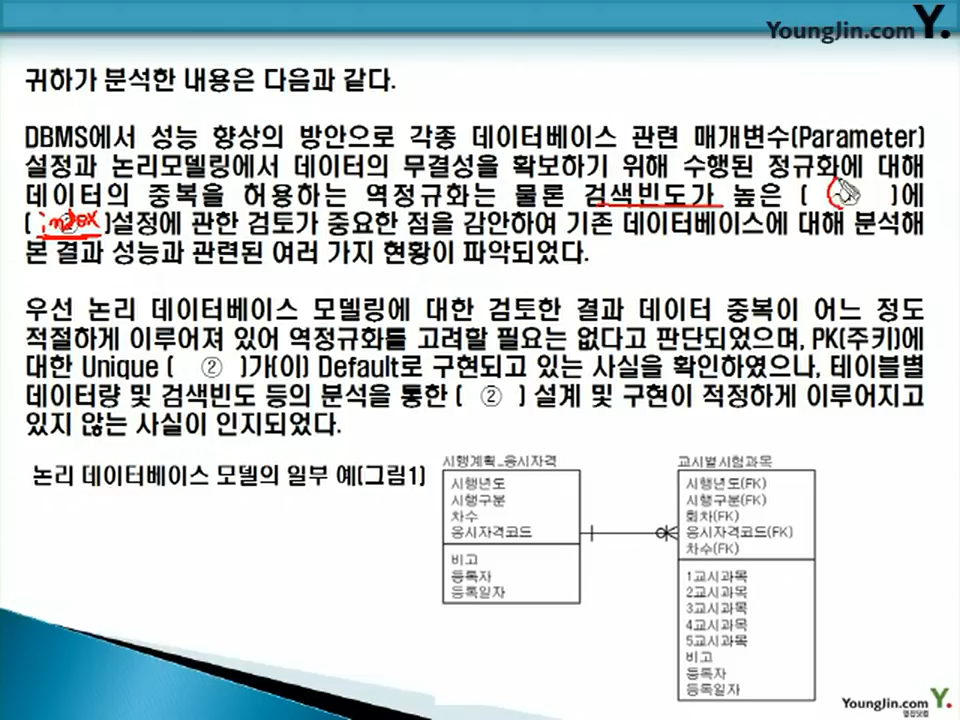 YoungJin.com Y.
귀하가 분석한 내용은 다음과 같다.
DBMS에서 성능 향상의 방안으로 각종 데이터베이스 관련 매개변수(Parameter)
설정과 논리모델링에서 데이터의 무결성을 확보하기 위해 수행된 정규화에 대해
데이터의 중복을 허용하는 역정규화는 물론 검색빈도가 높은 ( )에
( index )설정에 관한 검토가 중요한 점을 감안하여 기존 데이터베이스에 대해 분석해
본 결과 성능과 관련된 여러 가지 현황이 파악되었다.
우선 논리 데이터베이스 모델링에 대한 검토한 결과 데이터 중복이 어느 정도
적절하게 이루어져 있어 역정규화를 고려할 필요는 없다고 판단되었으며, PK(주키)에
대한 Unique ( ② )가(이) Default로 구현되고 있는 사실을 확인하였으나, 테이블별
데이터량 및 검색빈도 등의 분석을 통한 ( ② ) 설계 및 구현이 적정하게 이루어지고
있지 않는 사실이 인지되었다.
논리 데이터베이스 모델의 일부 예(그림1)
시행계획_응시자격
시행년도
시행구분
차수
응시자격코드
비고
등록자
등록일자
교시별시험과목
시행년도(FK)
시행구분(FK)
회차(FK)
응시자격코드(FK)
차수(FK)
1교시과목
2교시과목
3교시과목
4교시과목
5교시과목
비고
등록자
등록일자
YoungJin.com Y.
영진닷컴